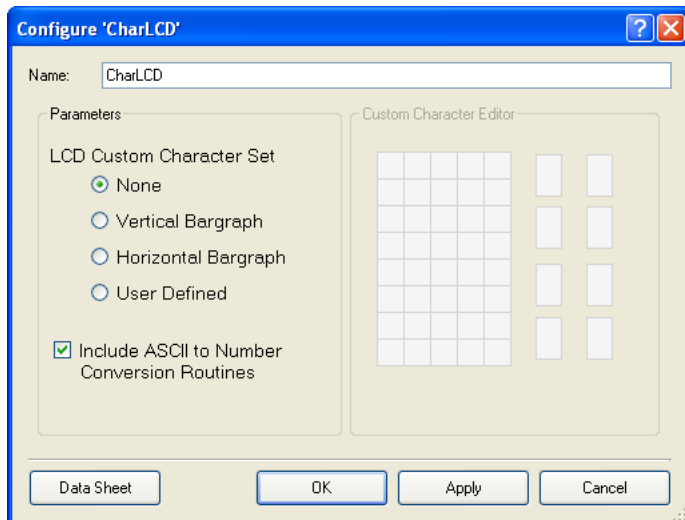 Configure 'CharLCD'
Name: CharLCD
Parameters
LCD Custom Character Set
None
Vertical Bargraph
Horizontal Bargraph
User Defined
Include ASCII to Number
Conversion Routines
Custom Character Editor
Data Sheet OK Apply Cancel